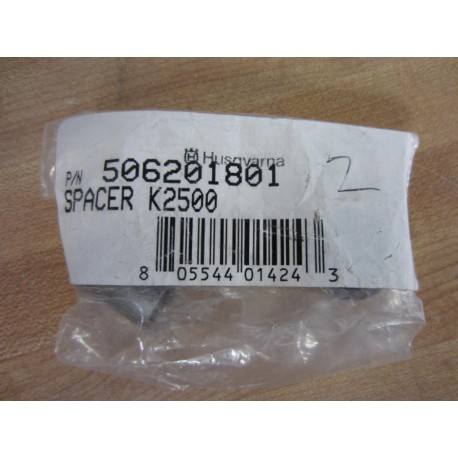 Husqvarna
P/N 506201801
2
SPACER K2500
8 05544 01424 3